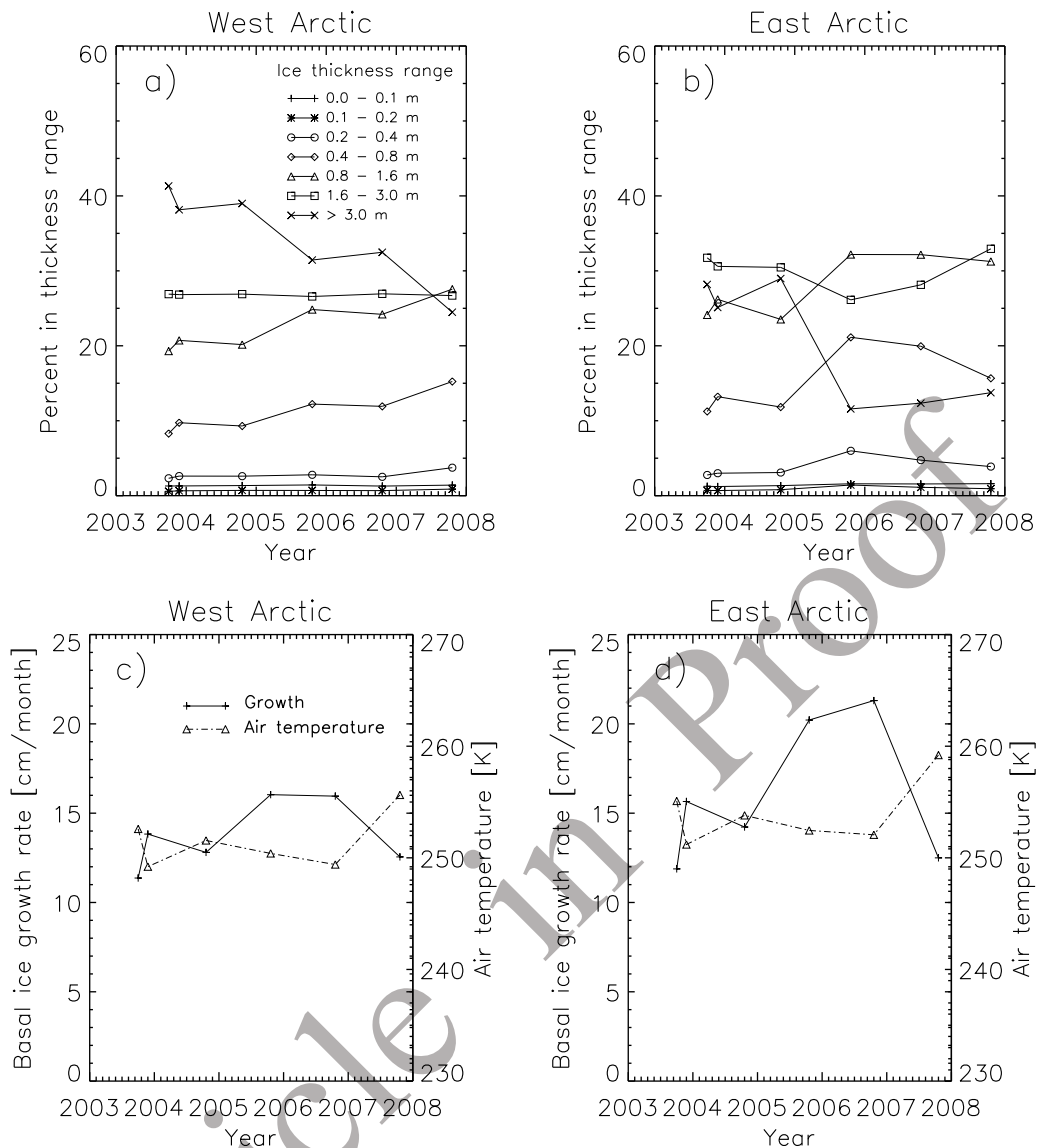 West Arctic
a)
Ice thickness range
0.0 – 0.1 m
0.1 – 0.2 m
0.2 – 0.4 m
0.4 – 0.8 m
0.8 – 1.6 m
1.6 – 3.0 m
> 3.0 m
Percent in thickness range
60
40
20
0
2003 2004 2005 2006 2007 2008
Year
East Arctic
b)
Percent in thickness range
60
40
20
0
2003 2004 2005 2006 2007 2008
Year
West Arctic
c)
Growth
Air temperature
Basal ice growth rate [cm/month]
25
20
15
10
5
0
Air temperature [K]
270
260
250
240
230
2003 2004 2005 2006 2007 2008
Year
East Arctic
d)
Basal ice growth rate [cm/month]
25
20
15
10
5
0
Air temperature [K]
270
260
250
240
230
2003 2004 2005 2006 2007 2008
Year
icle in Proof